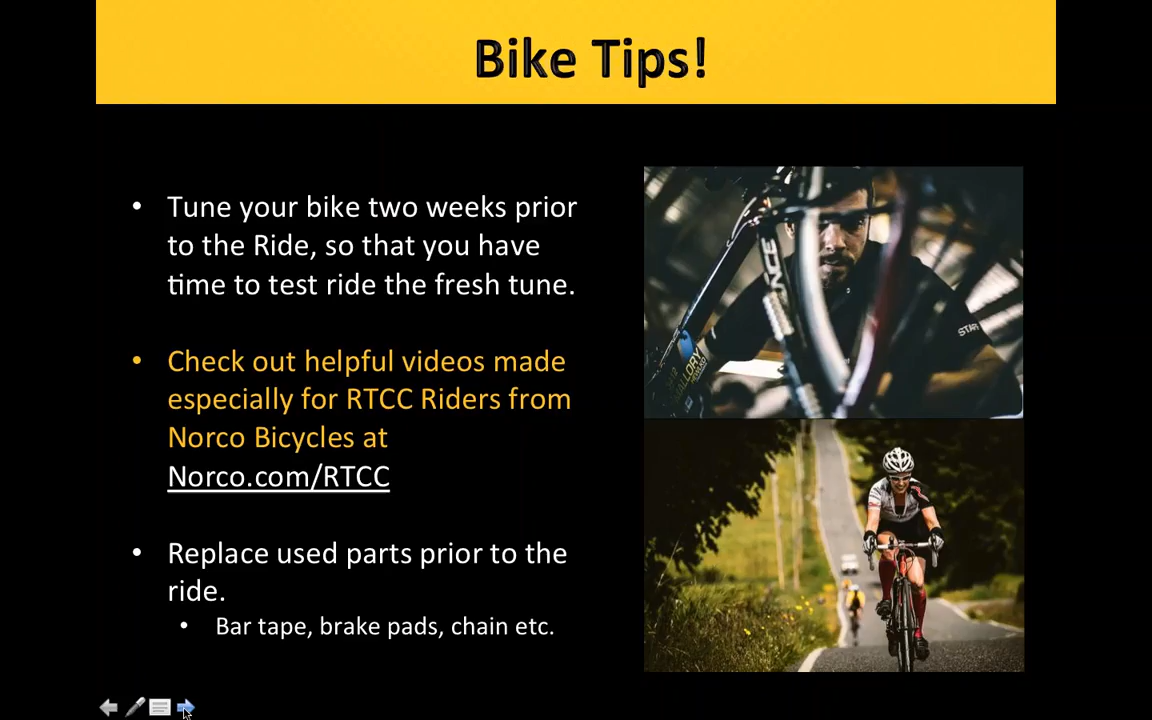 Bike Tips!
• Tune your bike two weeks prior
to the Ride, so that you have
time to test ride the fresh tune.
• Check out helpful videos made
especially for RTCC Riders from
Norco Bicycles at
Norco.com/RTCC
• Replace used parts prior to the
ride.
• Bar tape, brake pads, chain etc.
NCE
MALLORY